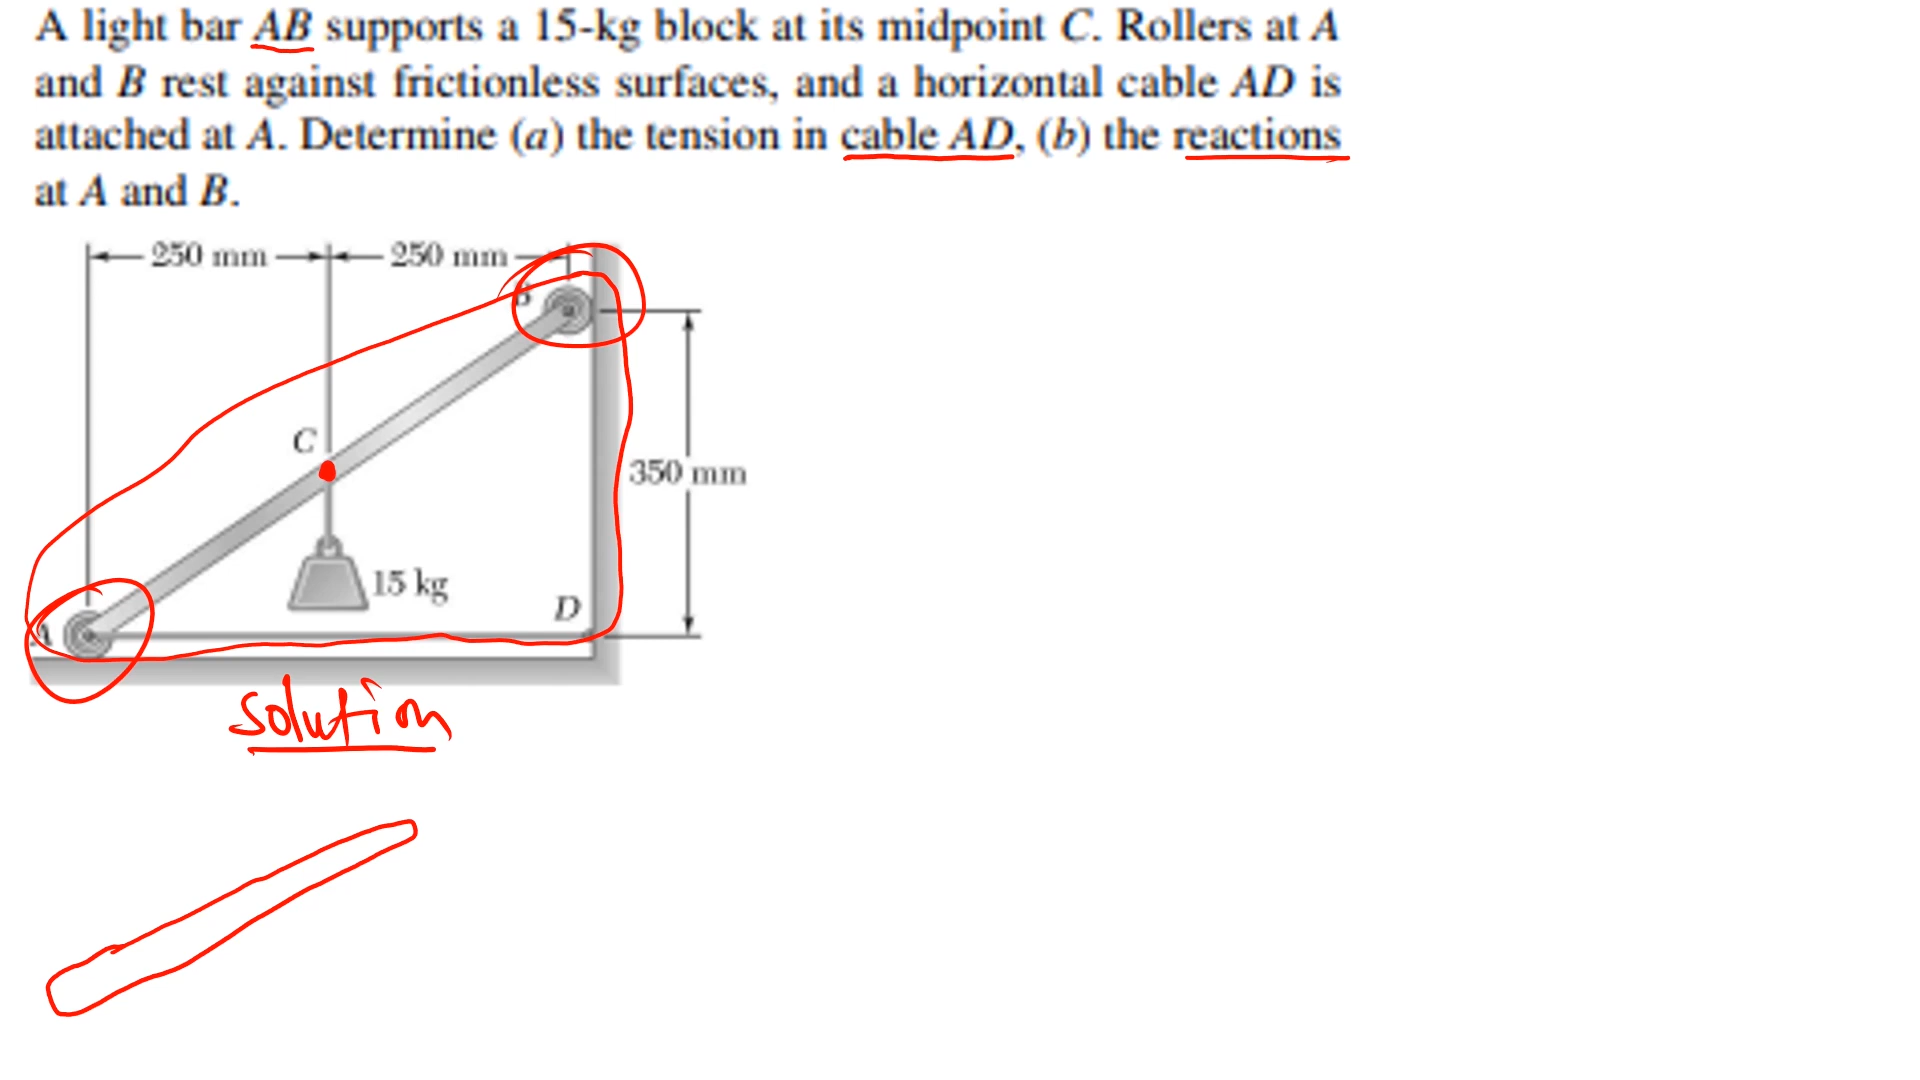 A light bar AB supports a 15-kg block at its midpoint C. Rollers at A
and B rest against frictionless surfaces, and a horizontal cable AD is
attached at A. Determine (a) the tension in cable AD, (b) the reactions
at A and B.
250 mm 250 mm
B
C
350 mm
15 kg
D
A
solution